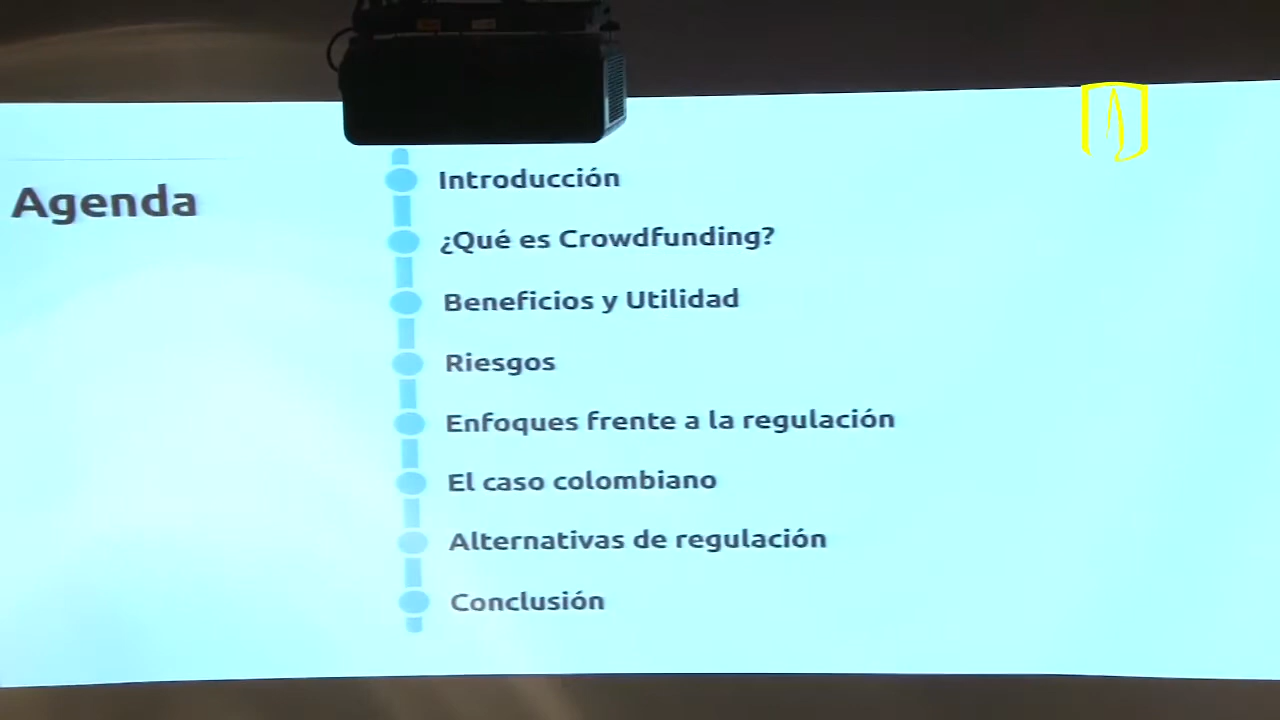 Agenda
Introducción
¿Qué es Crowdfunding?
Beneficios y Utilidad
Riesgos
Enfoques frente a la regulación
El caso colombiano
Alternativas de regulación
Conclusión